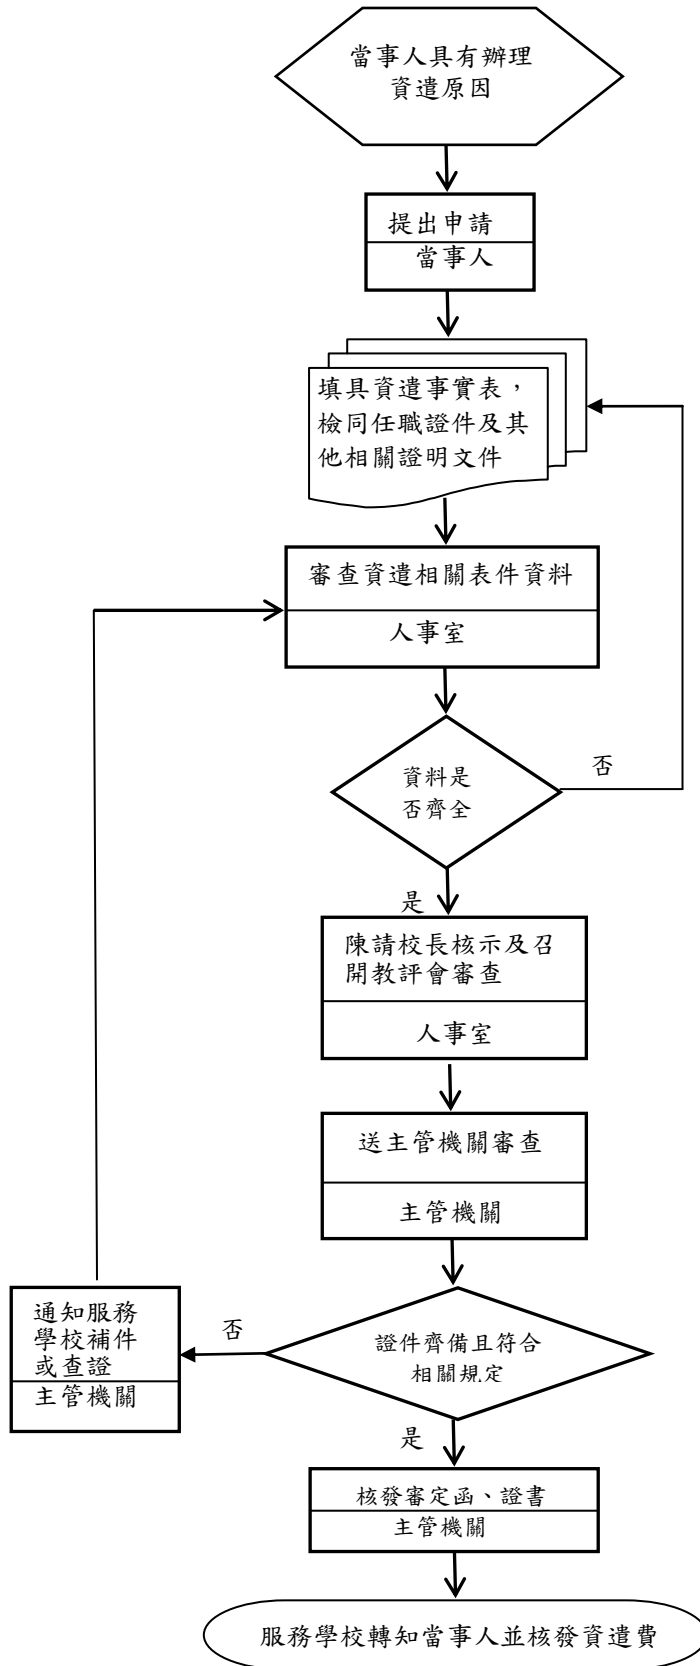 當事人具有辦理
資遣原因
提出申請
當事人
填具資遣事實表，
檢同任職證件及其
他相關證明文件
審查資遣相關表件資料
人事室
資料是
否齊全
否
是
陳請校長核示及召
開教評會審查
人事室
送主管機關審查
主管機關
證件齊備且符合
相關規定
否
通知服務
學校補件
或查證
主管機關
是
核發審定函、證書
主管機關
服務學校轉知當事人並核發資遣費